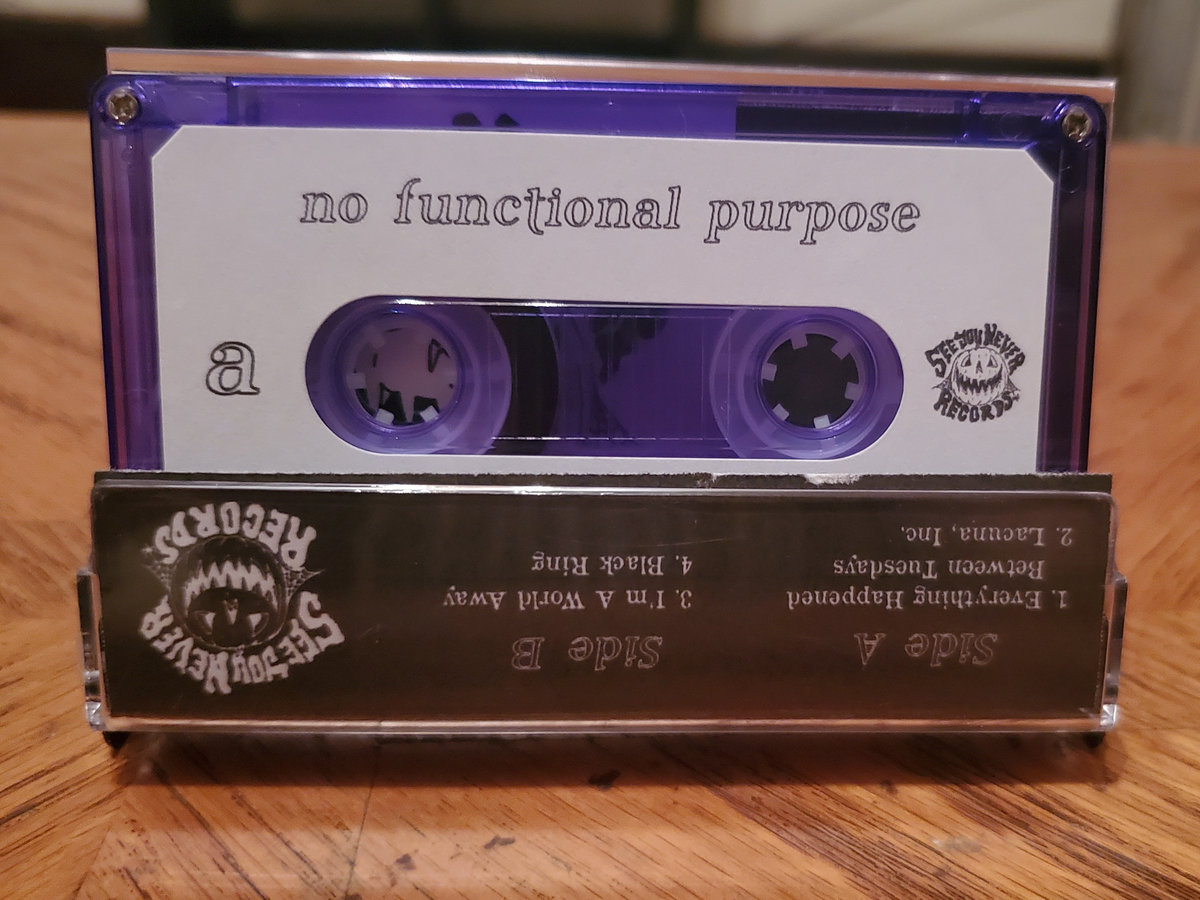 no functional purpose
a
SEE YOU NEVER
RECORDS
Side A
1. Everything Happened
Between Tuesdays
2. Lacuna, Inc.
Side B
3. I'm A World Away
4. Black Ring
SEE YOU NEVER
RECORDS